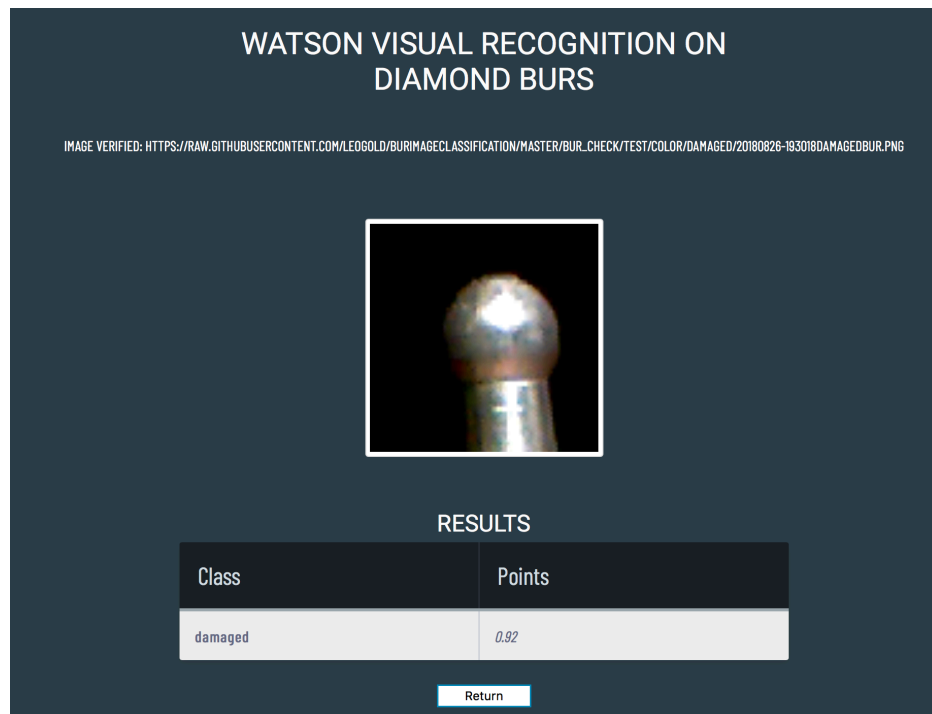 WATSON VISUAL RECOGNITION ON
DIAMOND BURS
IMAGE VERIFIED: HTTPS://RAW.GITHUBUSERCONTENT.COM/LEOGOLD/BURIMAGECLASSIFICATION/MASTER/BUR_CHECK/TEST/COLOR/DAMAGED/20180826-193018DAMAGEDBUR.PNG
RESULTS
Class Points
damaged 0.92
Return